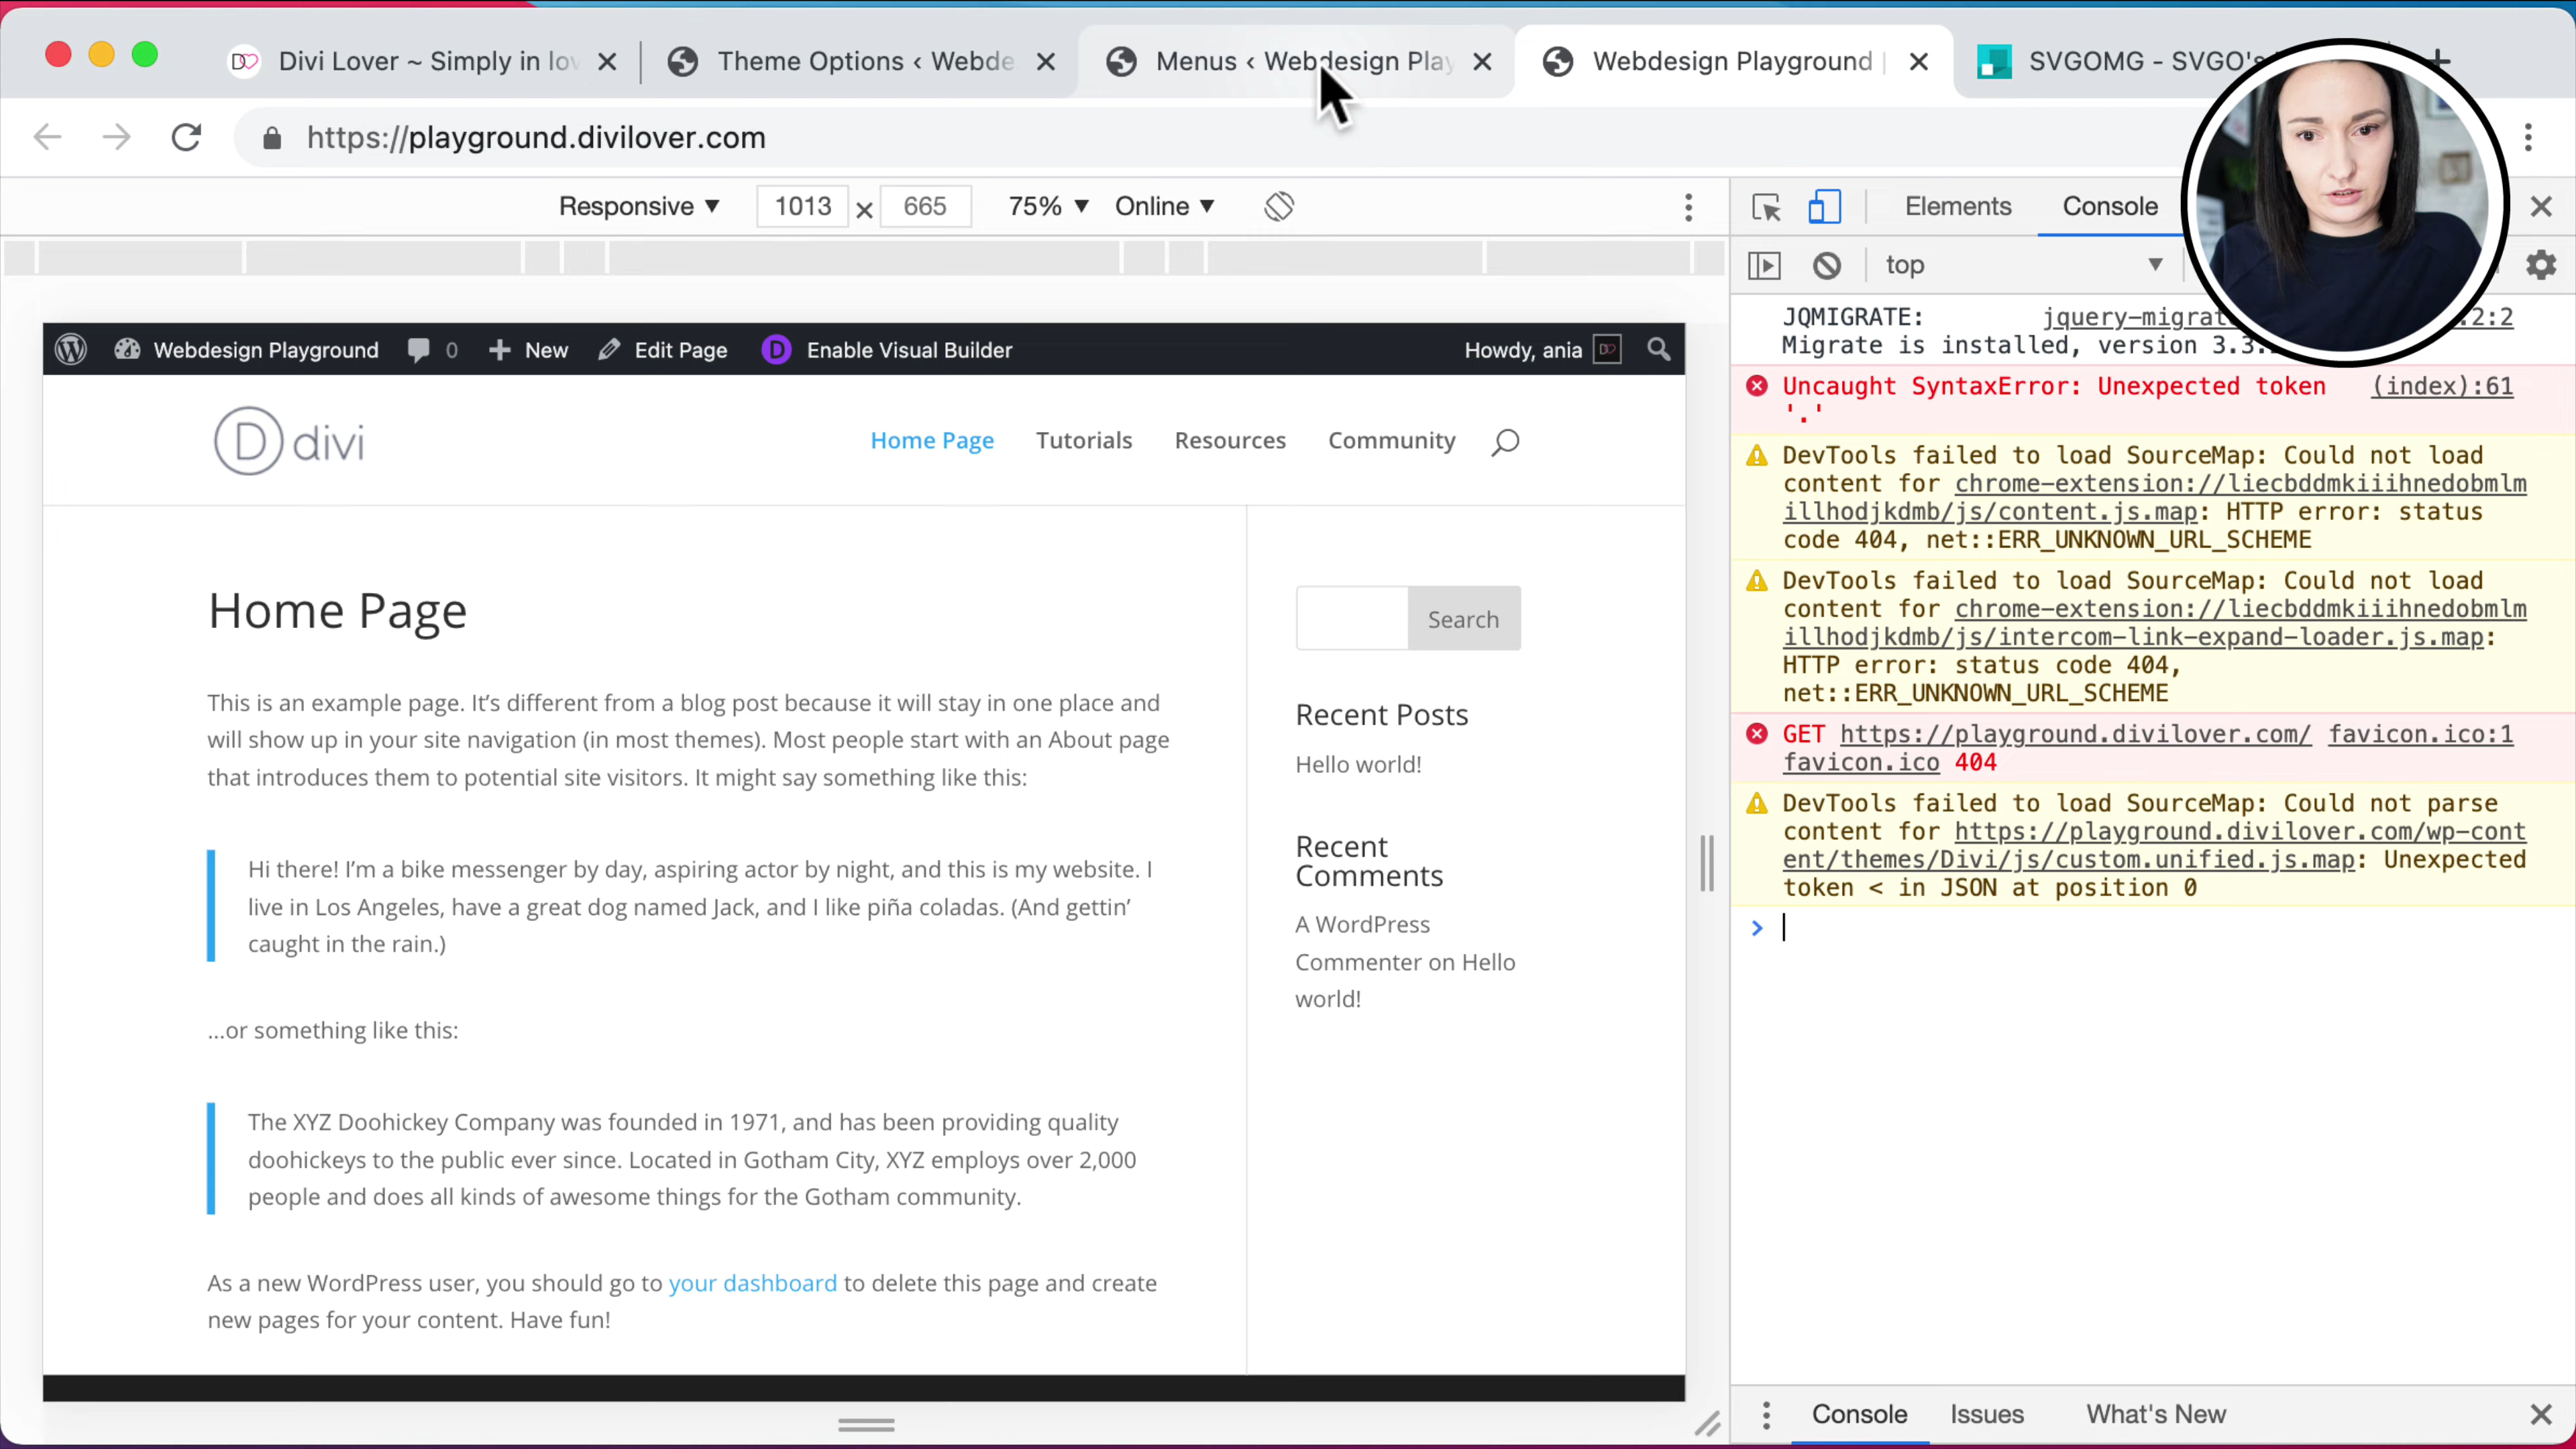 Divi Lover ~ Simply in lov
Theme Options ‹ Webde
Menus ‹ Webdesign Play
Webdesign Playground |
SVGOMG - SVGO's
https://playground.divilover.com
Responsive ▼ 1013 × 665 75% ▼ Online ▼
Elements Console
top
Webdesign Playground 0 New Edit Page D Enable Visual Builder Howdy, ania
D divi
Home Page Tutorials Resources Community
Home Page
This is an example page. It's different from a blog post because it will stay in one place and
will show up in your site navigation (in most themes). Most people start with an About page
that introduces them to potential site visitors. It might say something like this:
Hi there! I'm a bike messenger by day, aspiring actor by night, and this is my website. I
live in Los Angeles, have a great dog named Jack, and I like piña coladas. (And gettin'
caught in the rain.)
...or something like this:
The XYZ Doohickey Company was founded in 1971, and has been providing quality
doohickeys to the public ever since. Located in Gotham City, XYZ employs over 2,000
people and does all kinds of awesome things for the Gotham community.
As a new WordPress user, you should go to your dashboard to delete this page and create
new pages for your content. Have fun!
Search
Recent Posts
Hello world!
Recent
Comments
A WordPress
Commenter on Hello
world!
JQMIGRATE: jquery-migrat .2:2
Migrate is installed, version 3.3.
Uncaught SyntaxError: Unexpected token (index):61
'.'
DevTools failed to load SourceMap: Could not load
content for chrome-extension://liecbddmkiiihnedobmlm
illhodjkdmb/js/content.js.map: HTTP error: status
code 404, net::ERR_UNKNOWN_URL_SCHEME
DevTools failed to load SourceMap: Could not load
content for chrome-extension://liecbddmkiiihnedobmlm
illhodjkdmb/js/intercom-link-expand-loader.js.map:
HTTP error: status code 404,
net::ERR_UNKNOWN_URL_SCHEME
GET https://playground.divilover.com/ favicon.ico:1
favicon.ico 404
DevTools failed to load SourceMap: Could not parse
content for https://playground.divilover.com/wp-cont
ent/themes/Divi/js/custom.unified.js.map: Unexpected
token < in JSON at position 0
Console Issues What's New